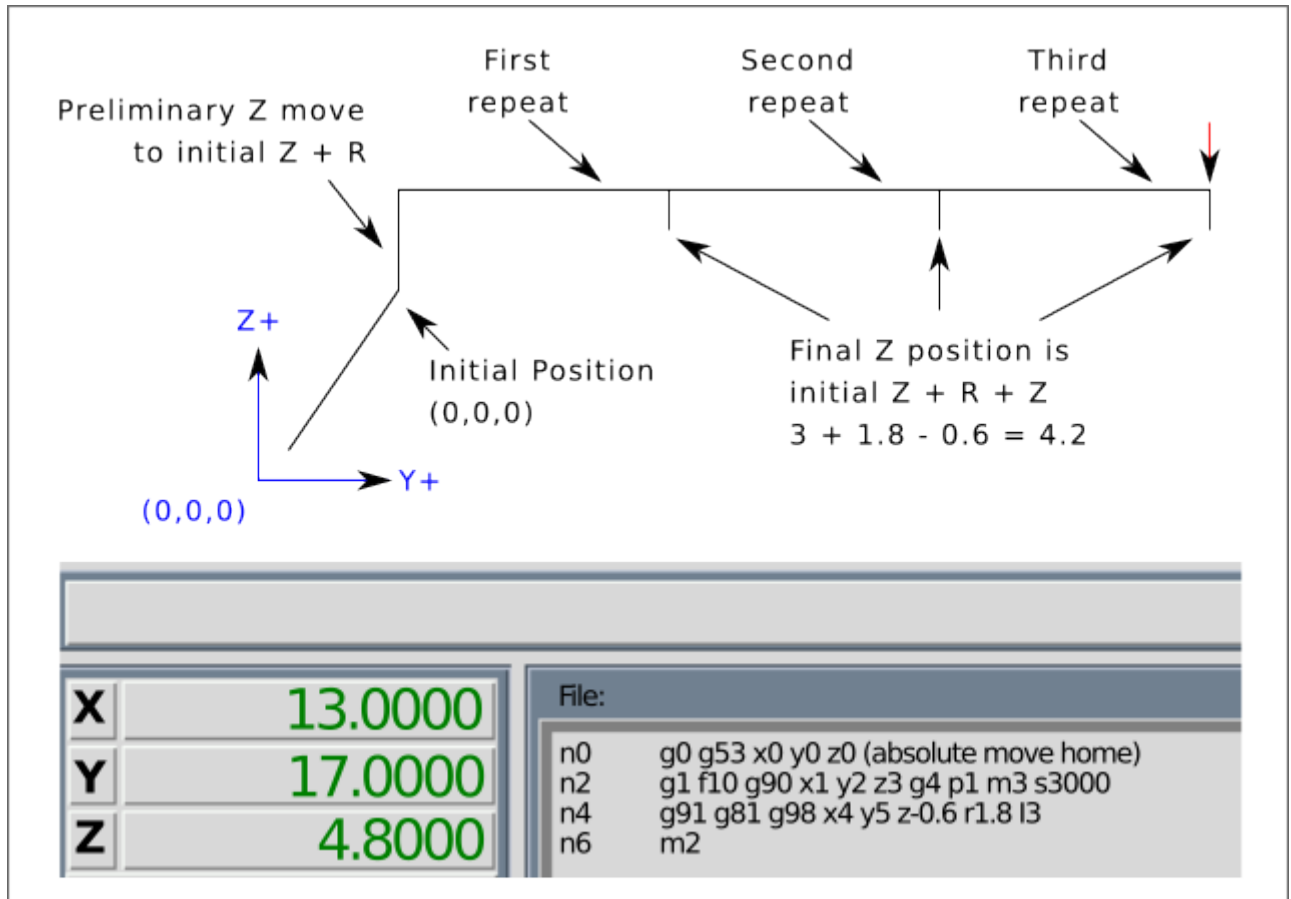 First
repeat
Second
repeat
Third
repeat
Preliminary Z move
to initial Z + R
Z+
Initial Position
(0,0,0)
Final Z position is
initial Z + R + Z
3 + 1.8 - 0.6 = 4.2
Y+
(0,0,0)
X 13.0000
Y 17.0000
Z 4.8000
File:
n0 g0 g53 x0 y0 z0 (absolute move home)
n2 g1 f10 g90 x1 y2 z3 g4 p1 m3 s3000
n4 g91 g81 g98 x4 y5 z-0.6 r1.8 l3
n6 m2